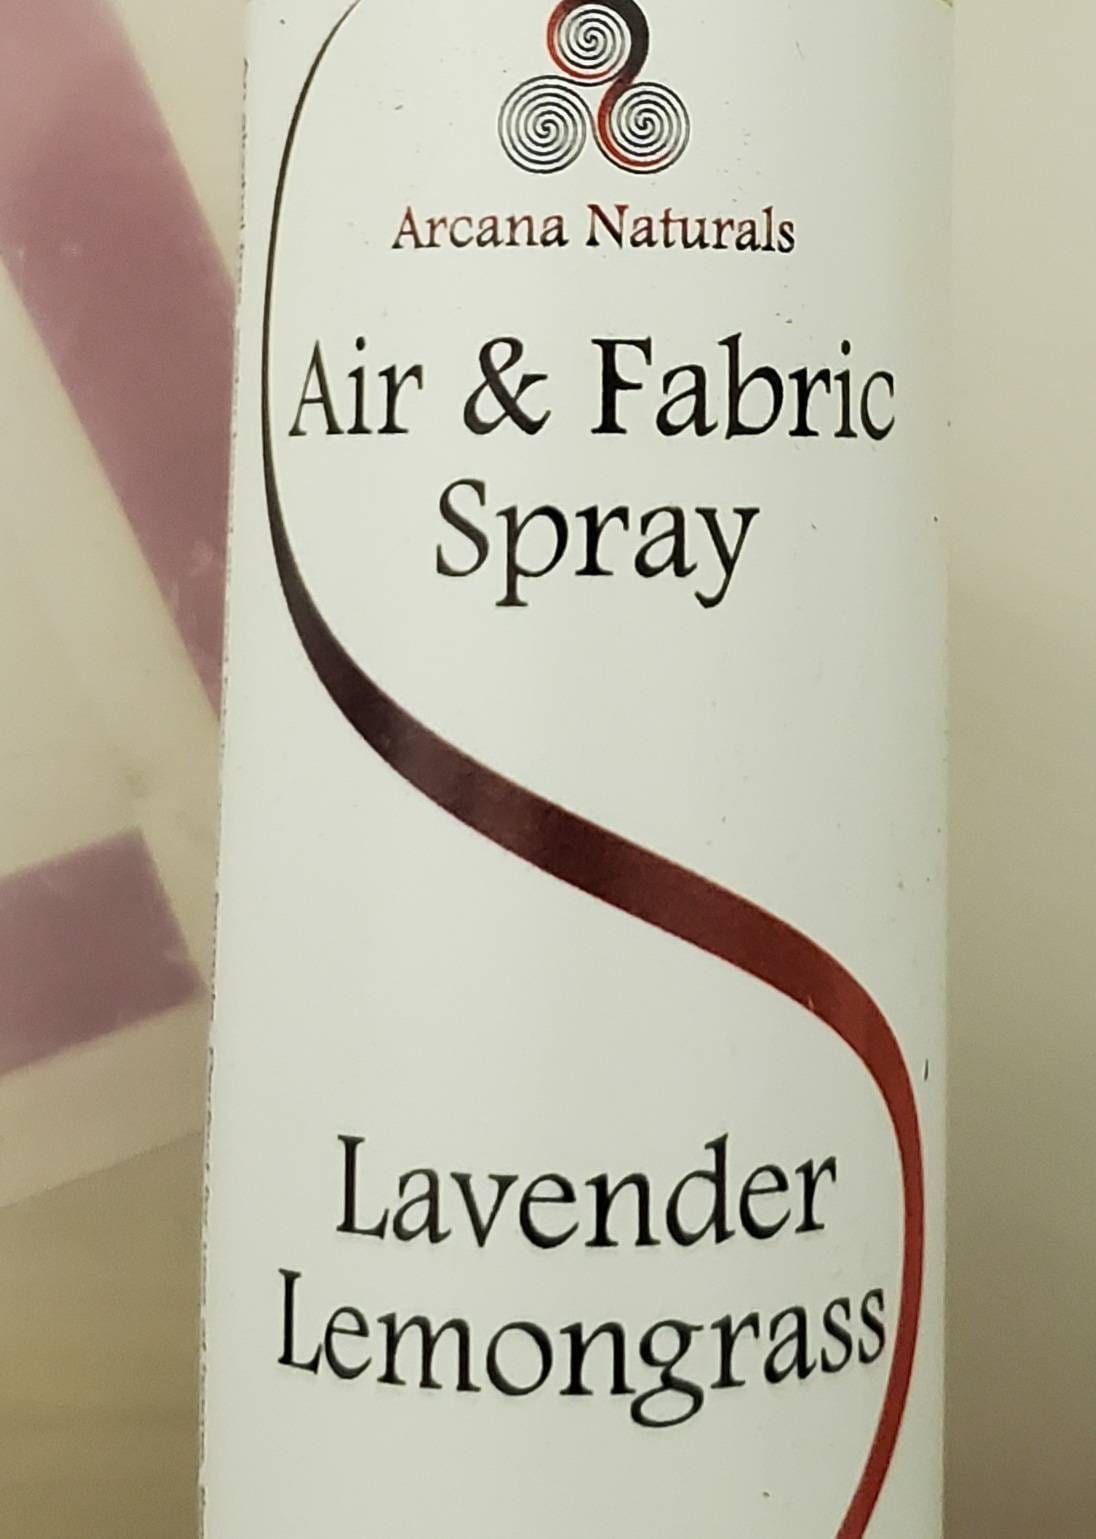 Arcana Naturals
Air & Fabric
Spray
Lavender
Lemongrass